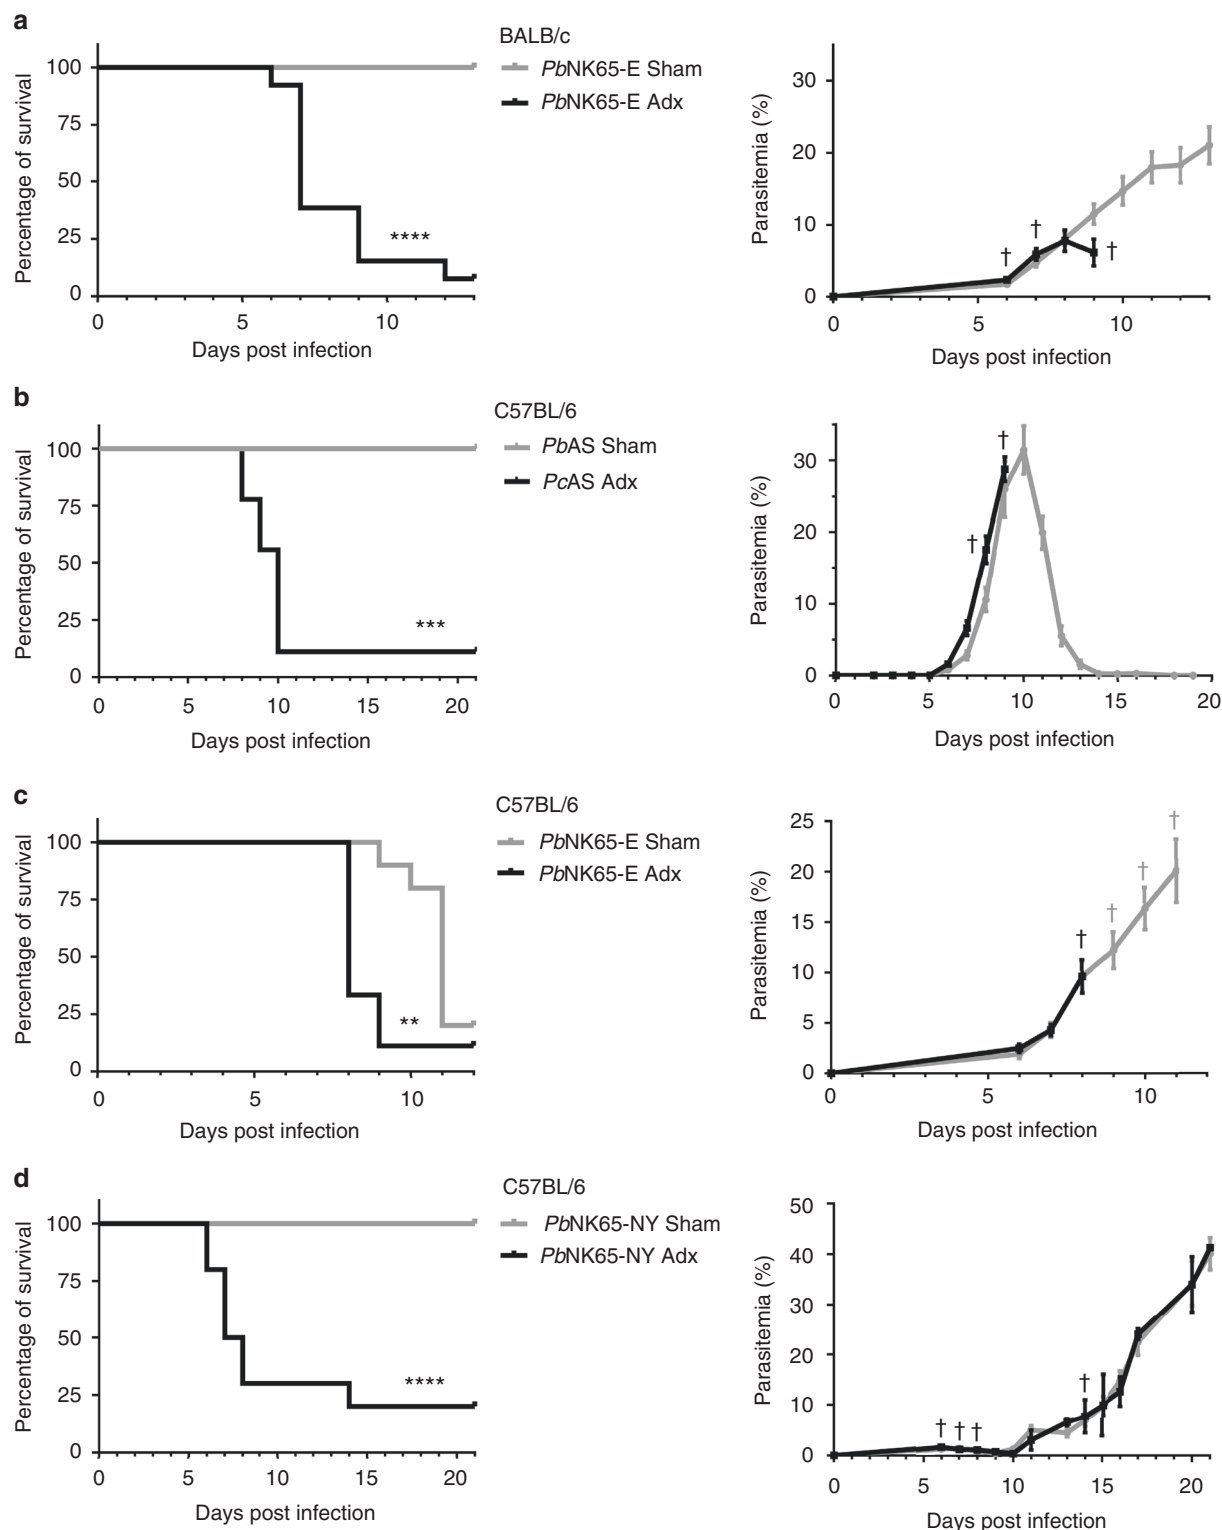 a
BALB/c
PbNK65-E Sham
PbNK65-E Adx
Percentage of survival
100
75
50
25
0
****
0 5 10
Days post infection
Parasitemia (%)
30
20
10
0
† † †
0 5 10
Days post infection
b
C57BL/6
PbAS Sham
PcAS Adx
Percentage of survival
100
75
50
25
0
***
0 5 10 15 20
Days post infection
Parasitemia (%)
30
20
10
0
† †
0 5 10 15 20
Days post infection
c
C57BL/6
PbNK65-E Sham
PbNK65-E Adx
Percentage of survival
100
75
50
25
0
**
0 5 10
Days post infection
Parasitemia (%)
25
20
15
10
5
0
† † † †
0 5 10
Days post infection
d
C57BL/6
PbNK65-NY Sham
PbNK65-NY Adx
Percentage of survival
100
75
50
25
0
****
0 5 10 15 20
Days post infection
Parasitemia (%)
50
40
30
20
10
0
† † † †
0 5 10 15 20
Days post infection